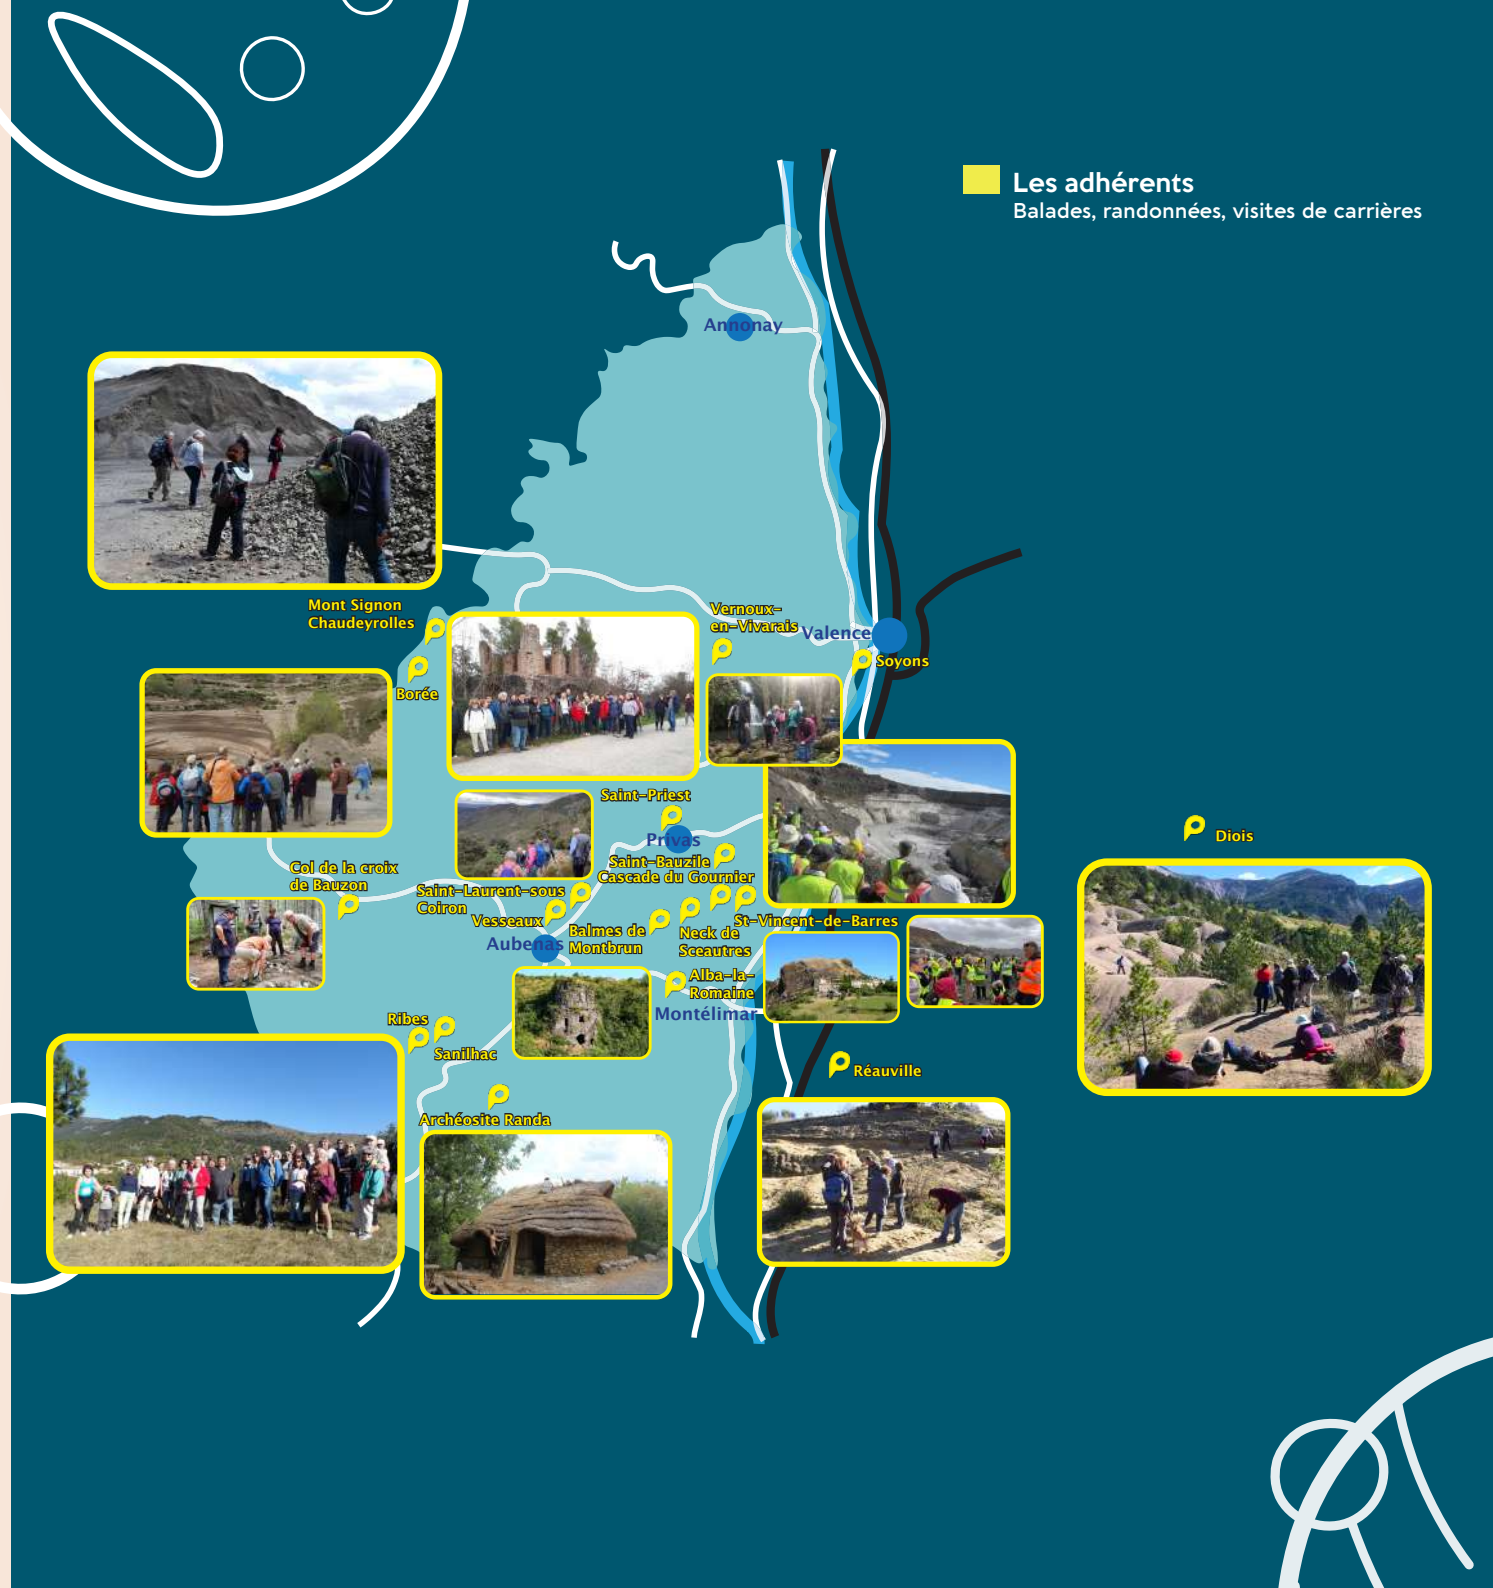 Les adhérents
Balades, randonnées, visites de carrières
Annonay
Mont Signon
Chaudeyrolles
Vernoux-
en-Vivarais
Valence
Soyons
Borée
Saint-Priest
Privas
Diois
Saint-Bauzile
Col de la croix
de Bauzon
Cascade du Gournier
Saint-Laurent-sous
Coiron
Vesseaux
St-Vincent-de-Barres
Balmes de
Montbrun
Neck de
Sceautres
Aubenas
Alba-la-
Romaine
Montélimar
Ribes
Sanilhac
Réauville
Archéosite Randa